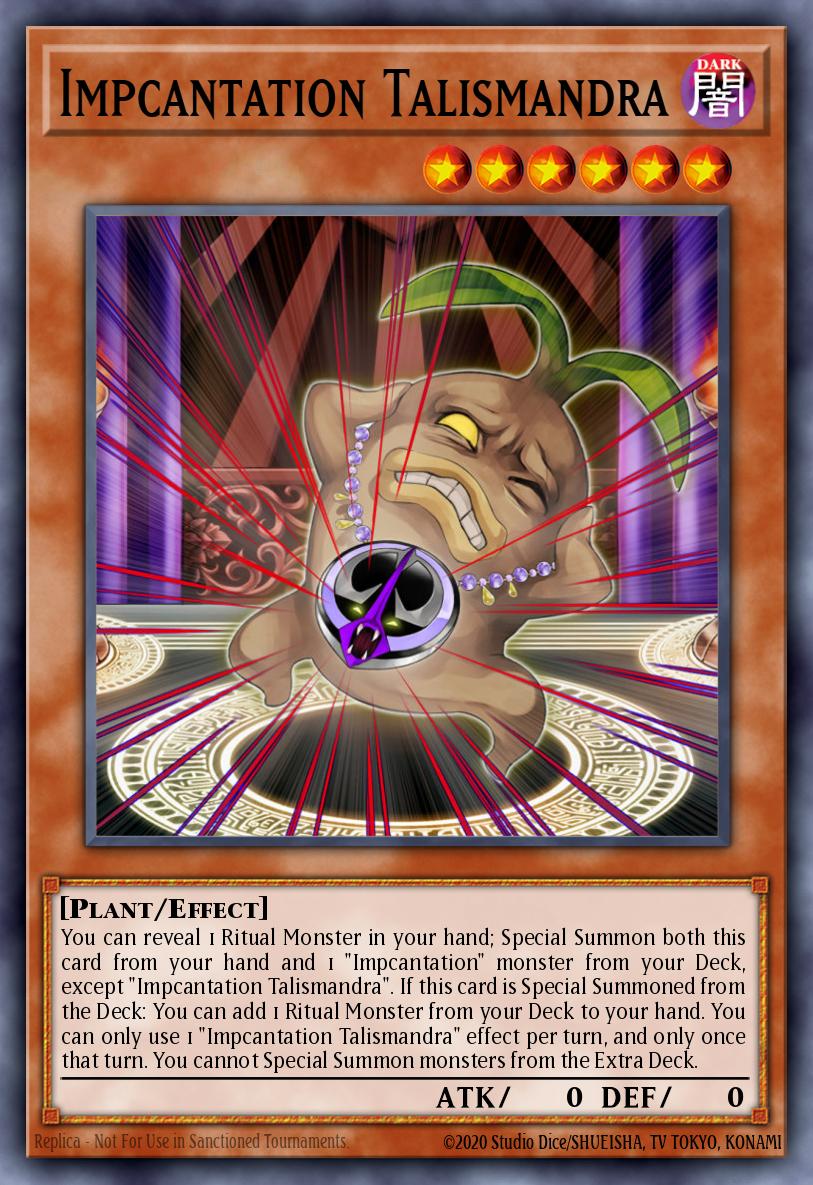 Impcantation Talismandra
DARK
闇
[Plant/Effect]
You can reveal 1 Ritual Monster in your hand; Special Summon both this
card from your hand and 1 "Impcantation" monster from your Deck,
except "Impcantation Talismandra". If this card is Special Summoned from
the Deck: You can add 1 Ritual Monster from your Deck to your hand. You
can only use 1 "Impcantation Talismandra" effect per turn, and only once
that turn. You cannot Special Summon monsters from the Extra Deck.
ATK/ 0 DEF/ 0
Replica - Not For Use in Sanctioned Tournaments.
©2020 Studio Dice/SHUEISHA, TV TOKYO, KONAMI